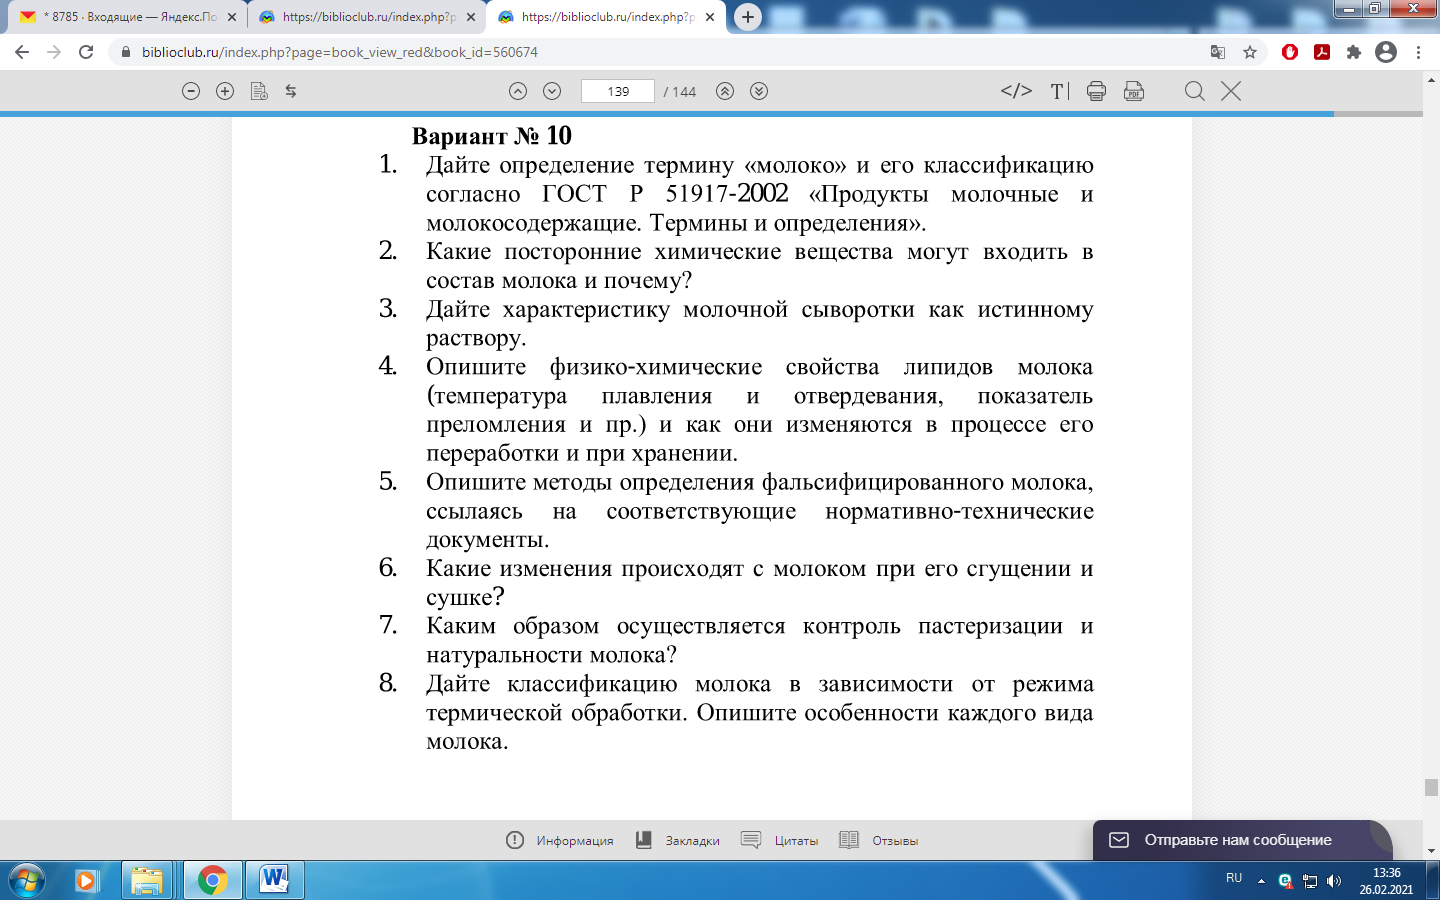 * 8785 · Входящие — Яндекс.По
https://biblioclub.ru/index.php?p
https://biblioclub.ru/index.php?p
biblioclub.ru/index.php?page=book_view_red&book_id=560674
139 / 144
</> T|
PDF
Вариант № 10
1. Дайте определение термину «молоко» и его классификацию
согласно ГОСТ Р 51917-2002 «Продукты молочные и
молокосодержащие. Термины и определения».
2. Какие посторонние химические вещества могут входить в
состав молока и почему?
3. Дайте характеристику молочной сыворотки как истинному
раствору.
4. Опишите физико-химические свойства липидов молока
(температура плавления и отвердевания, показатель
преломления и пр.) и как они изменяются в процессе его
переработки и при хранении.
5. Опишите методы определения фальсифицированного молока,
ссылаясь на соответствующие нормативно-технические
документы.
6. Какие изменения происходят с молоком при его сгущении и
сушке?
7. Каким образом осуществляется контроль пастеризации и
натуральности молока?
8. Дайте классификацию молока в зависимости от режима
термической обработки. Опишите особенности каждого вида
молока.
Информация Закладки Цитаты Отзывы
Отправьте нам сообщение
RU
13:36
26.02.2021